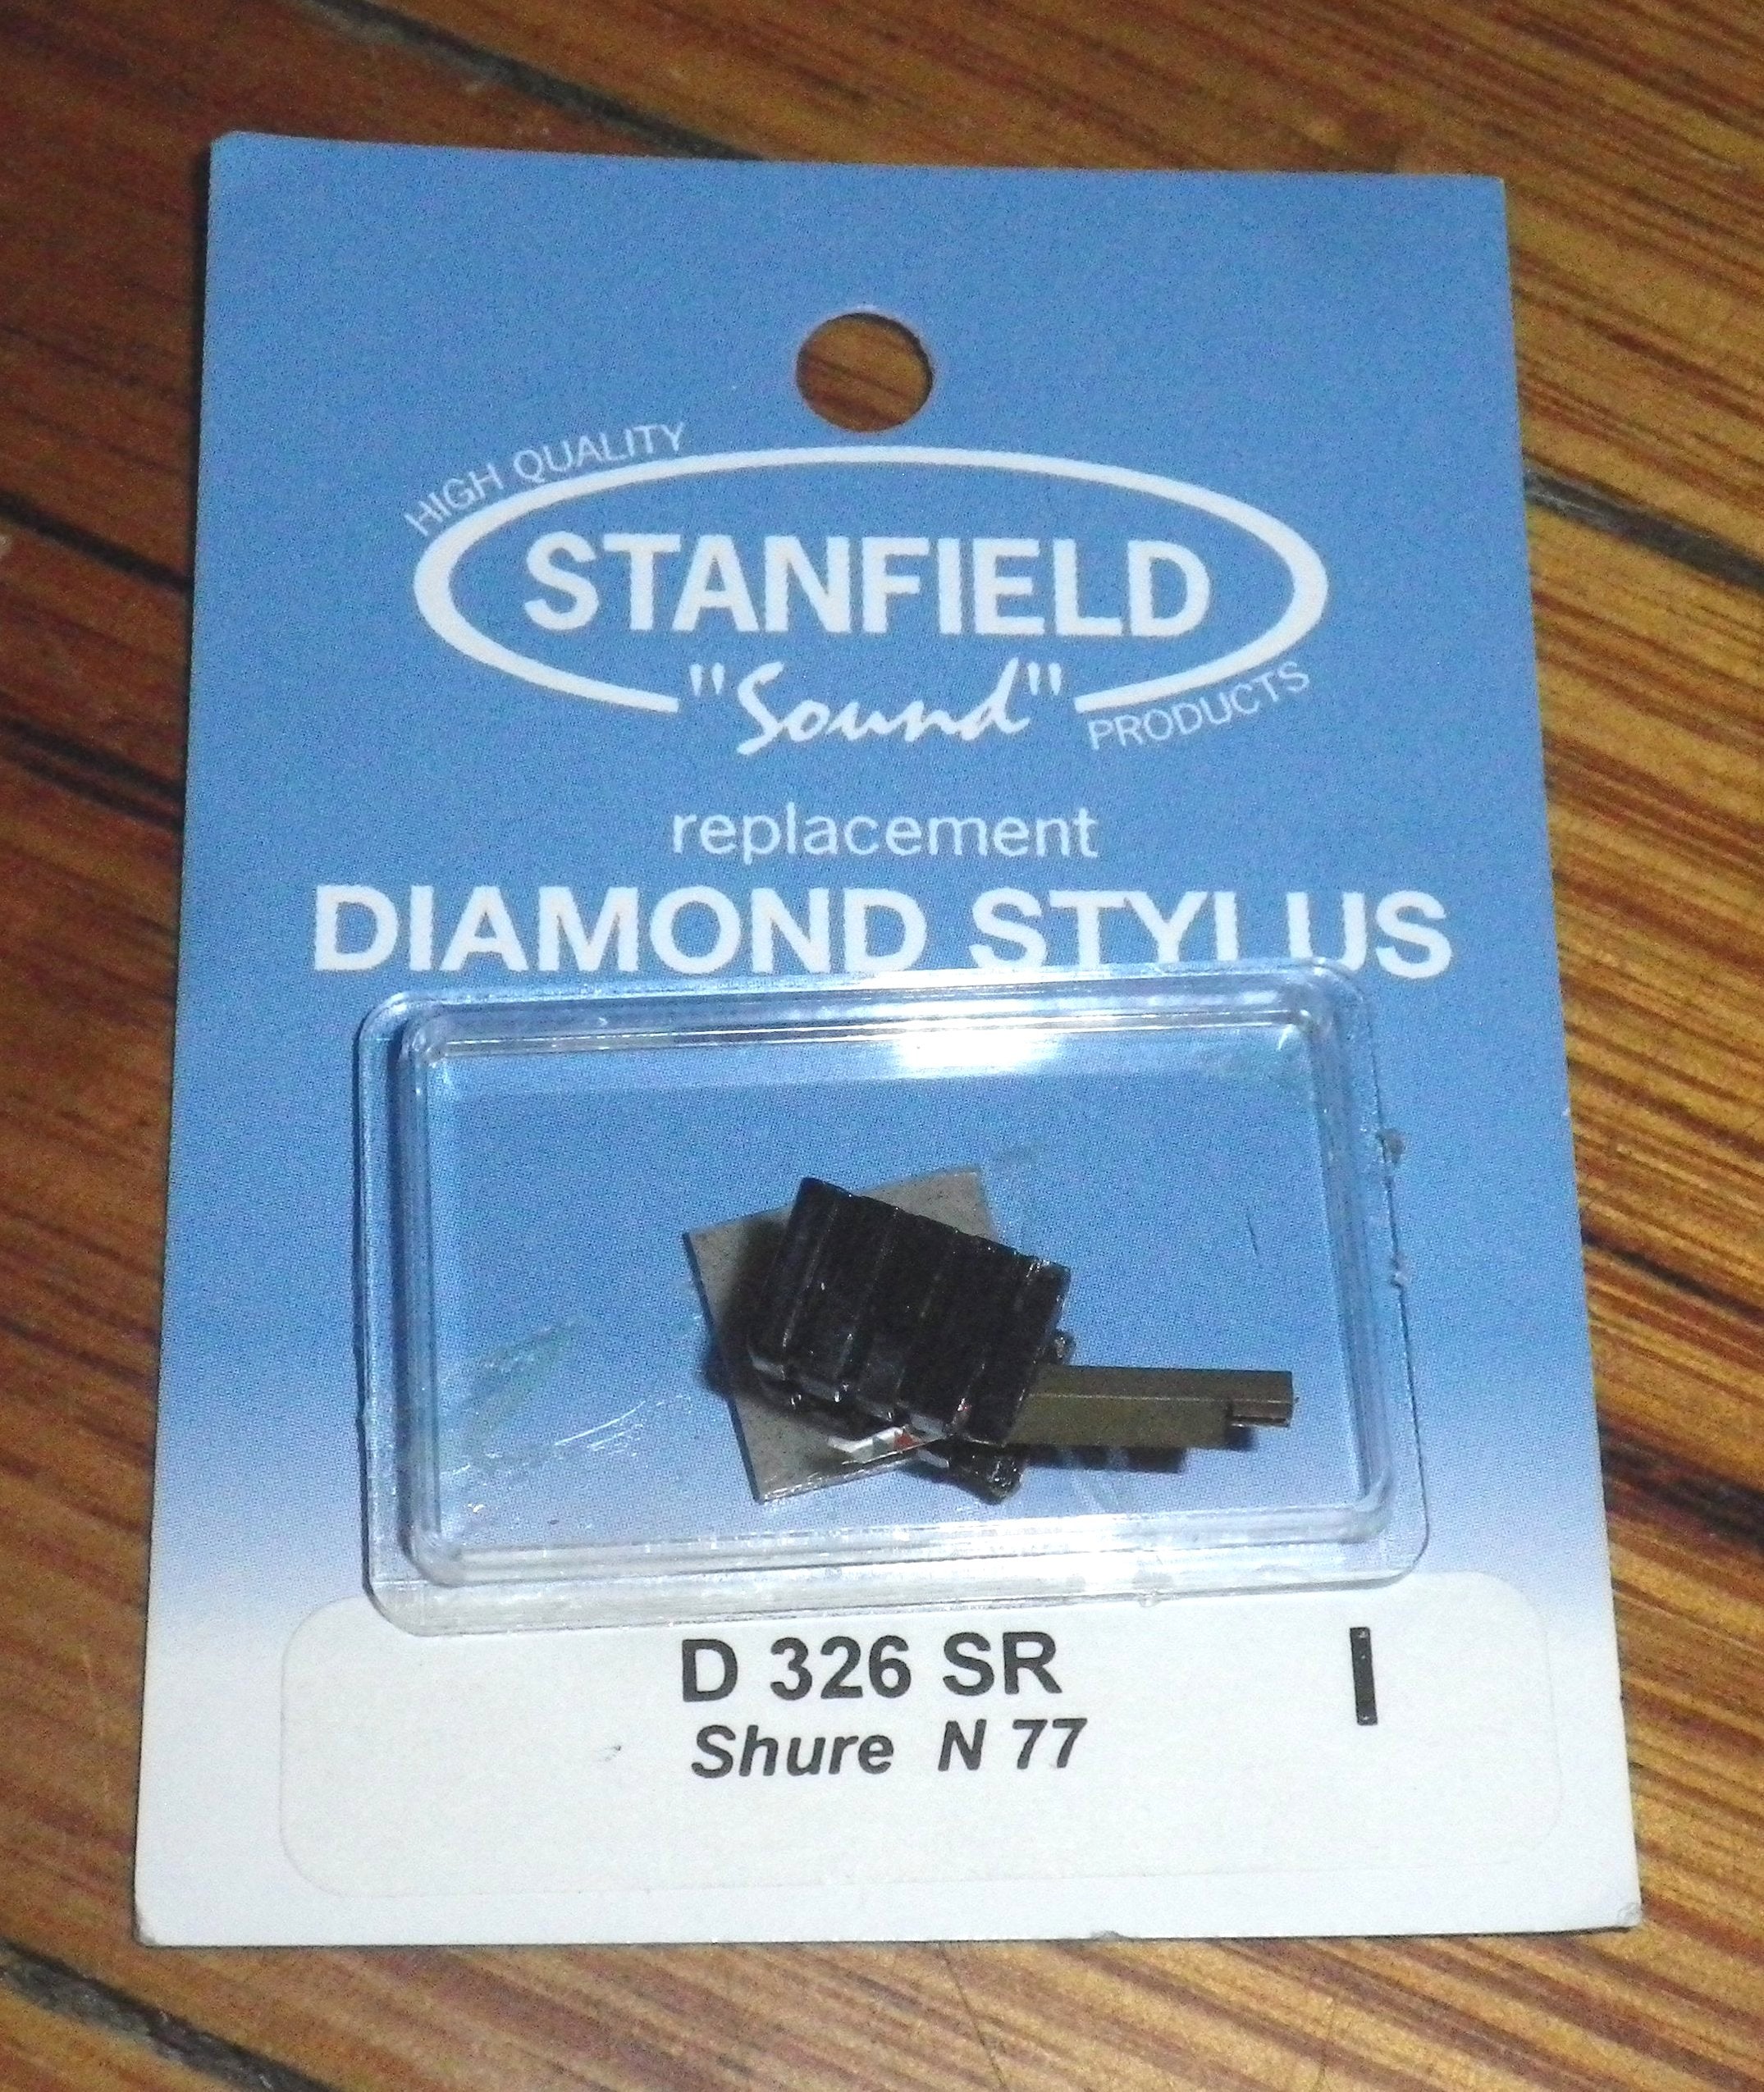 HIGH QUALITY
STANFIELD
"Sound"
PRODUCTS
replacement
DIAMOND STYLUS
D 326 SR I
Shure N 77